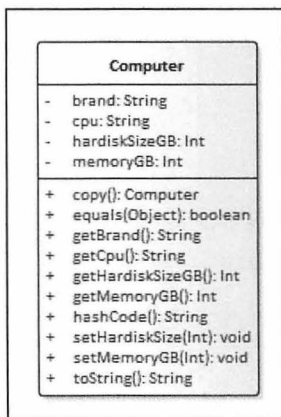 Computer
- brand: String
- cpu: String
- hardiskSizeGB: Int
- memoryGB: Int
+ copy(): Computer
+ equals(Object): boolean
+ getBrand(): String
+ getCpu(): String
+ getHardiskSizeGB(): Int
+ getMemoryGB(): Int
+ hashCode(): String
+ setHardiskSize(Int): void
+ setMemoryGB(Int): void
+ toString(): String